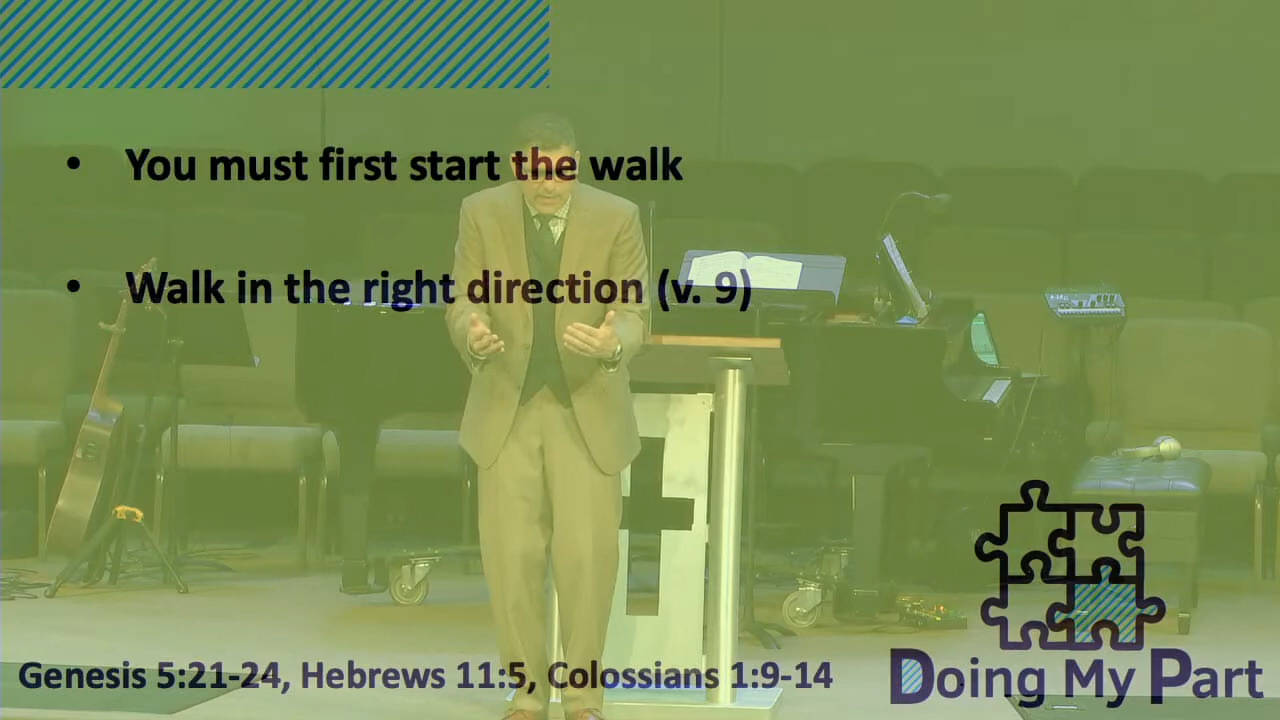 • You must first start the walk
• Walk in the right direction (v. 9)
Genesis 5:21-24, Hebrews 11:5, Colossians 1:9-14
Doing My Part